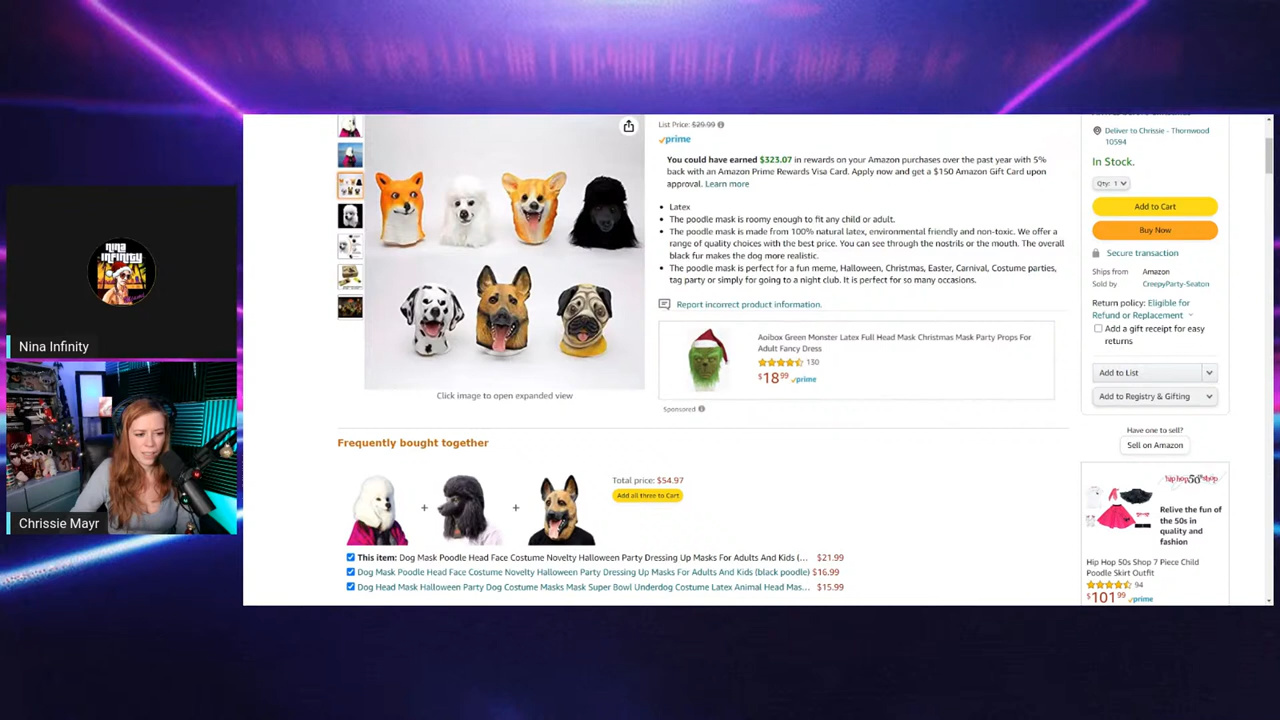 List Price: $29.99
prime
You could have earned $323.07 in rewards on your Amazon purchases over the past year with 5%
back with an Amazon Prime Rewards Visa Card. Apply now and get a $150 Amazon Gift Card upon
approval. Learn more
Latex
The poodle mask is roomy enough to fit any child or adult.
The poodle mask is made from 100% natural latex, environmental friendly and non-toxic. We offer a
range of quality choices with the best price. You can see through the nostrils or the mouth. The overall
black fur makes the dog more realistic.
The poodle mask is perfect for a fun meme, Halloween, Christmas, Easter, Carnival, Costume parties,
tag party or simply for going to a night club. It is perfect for so many occasions.
Report incorrect product information.
Aoibox Green Monster Latex Full Head Mask Christmas Mask Party Props For
Adult Fancy Dress
130
$18.99 prime
Sponsored
Click image to open expanded view
Frequently bought together
+
+
Total price: $54.97
Add all three to Cart
This item: Dog Mask Poodle Head Face Costume Novelty Halloween Party Dressing Up Masks For Adults And Kids (... $21.99
Dog Mask Poodle Head Face Costume Novelty Halloween Party Dressing Up Masks For Adults And Kids (black poodle) $16.99
Dog Head Mask Halloween Party Dog Costume Masks Mask Super Bowl Underdog Costume Latex Animal Head Mas... $15.99
Deliver to Chrissie - Thornwood
10594
In Stock.
Qty: 1
Add to Cart
Buy Now
Secure transaction
Ships from Amazon
Sold by CreepyParty-Seaton
Return policy: Eligible for
Refund or Replacement
Add a gift receipt for easy
returns
Add to List
Add to Registry & Gifting
Have one to sell?
Sell on Amazon
hip hop 50s shop
Relive the fun
of the 50s in
quality and
fashion
Hip Hop 50s Shop 7 Piece Child
Poodle Skirt Outfit
94
$101.99 prime
NINA
INFINITY
Nina Infinity
Chrissie Mayr